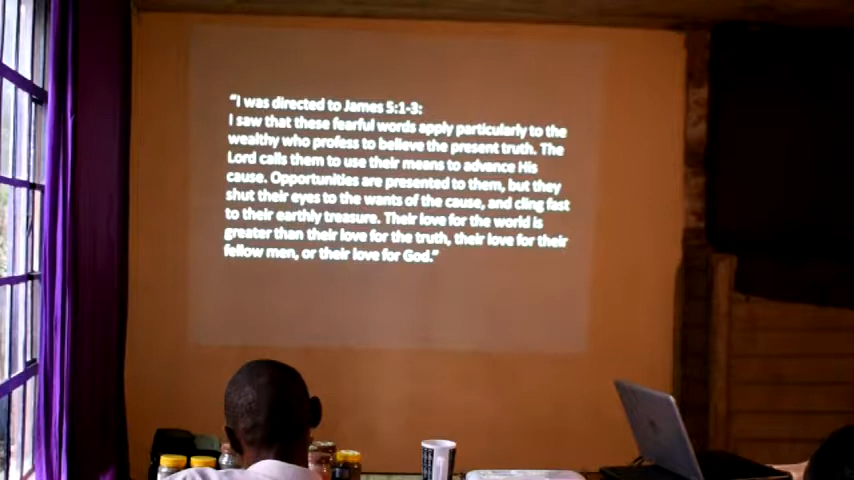 “I was directed to James 5:1-3:
I saw that these fearful words apply particularly to the
wealthy who profess to believe the present truth. The
Lord calls them to use their means to advance His
cause. Opportunities are presented to them, but they
shut their eyes to the wants of the cause, and cling fast
to their earthly treasure. Their love for the world is
greater than their love for the truth, their love for their
fellow men, or their love for God.”